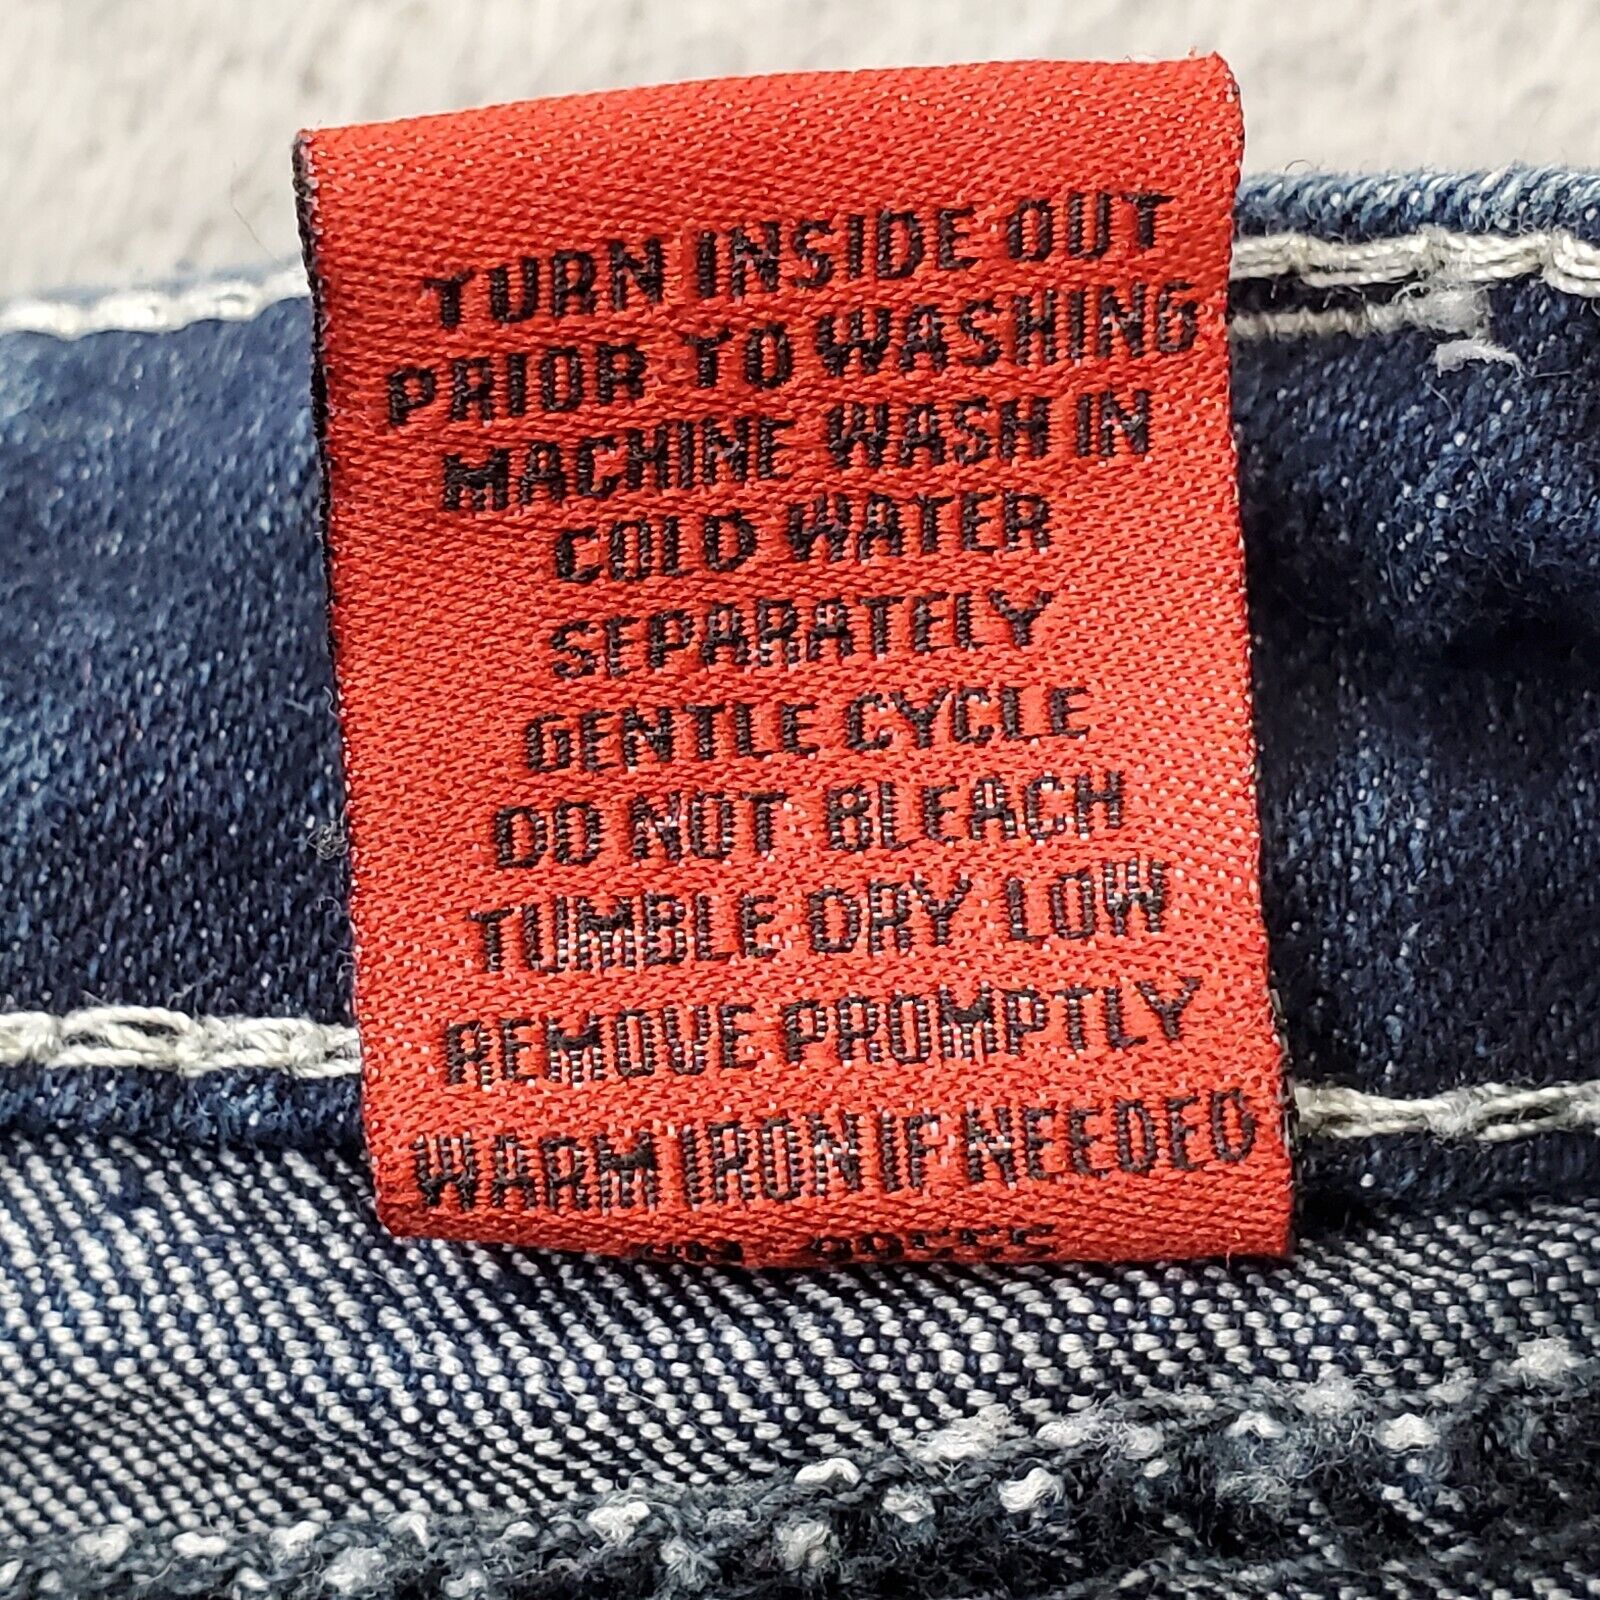 TURN INSIDE OUT
PRIOR TO WASHING
MACHINE WASH IN
COLD WATER
SEPARATELY
GENTLE CYCLE
DO NOT BLEACH
TUMBLE DRY LOW
REMOVE PROMPTLY
WARM IRON IF NEEDED